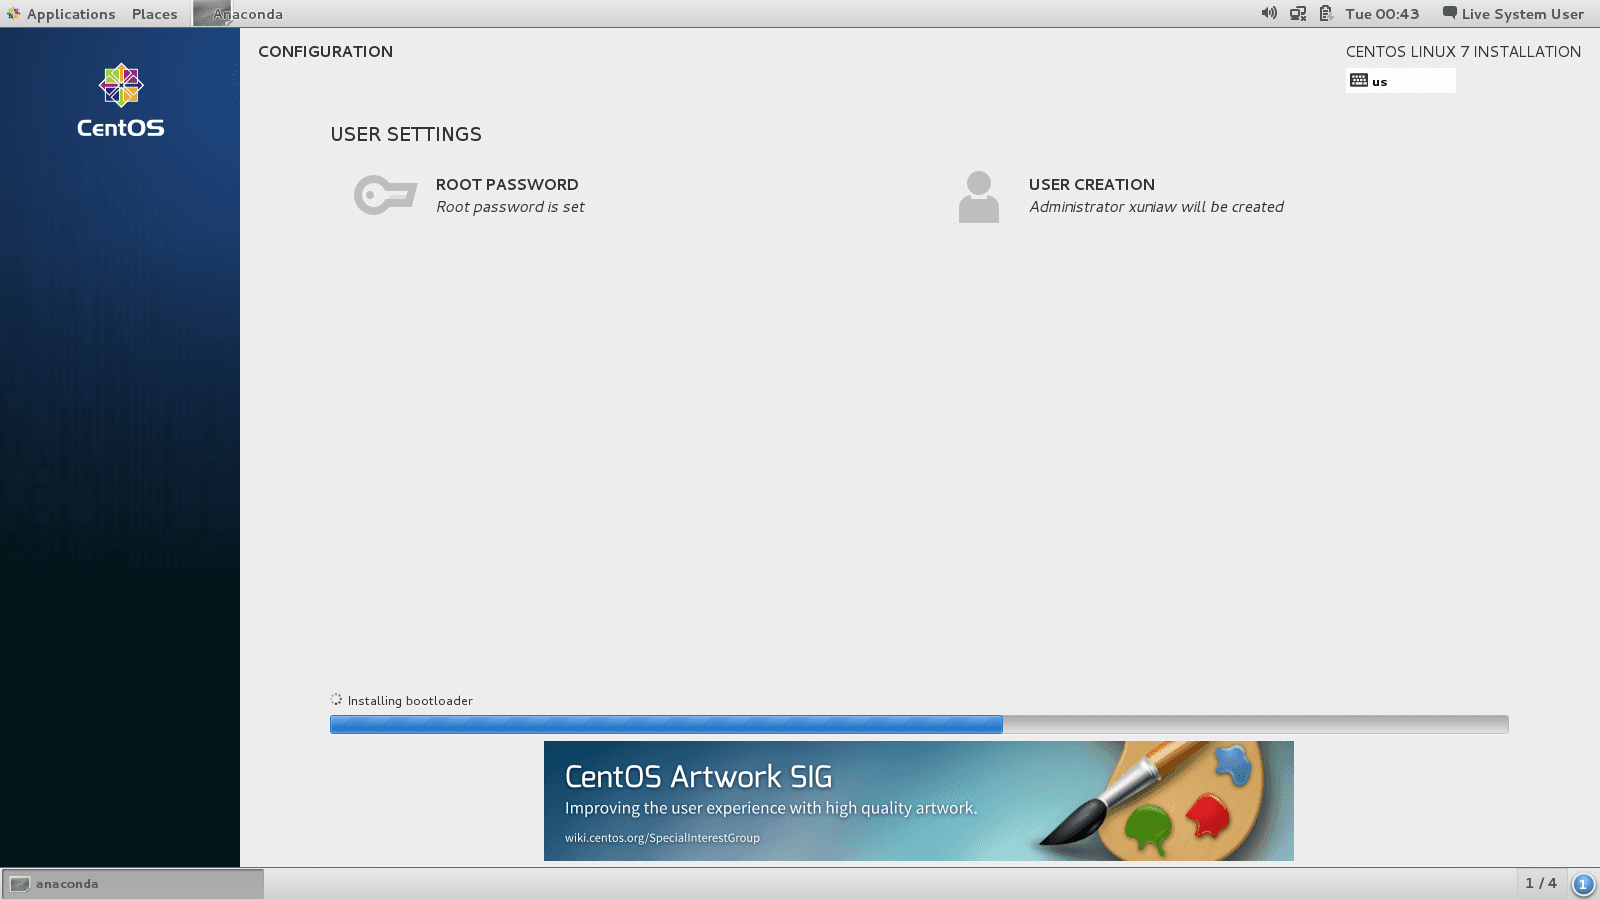 Applications Places Anaconda Tue 00:43 Live System User
CentOS
CONFIGURATION
CENTOS LINUX 7 INSTALLATION
us
USER SETTINGS
ROOT PASSWORD
Root password is set
USER CREATION
Administrator xuniaw will be created
Installing bootloader
CentOS Artwork SIG
Improving the user experience with high quality artwork.
wiki.centos.org/SpecialInterestGroup
anaconda
1 / 4
1